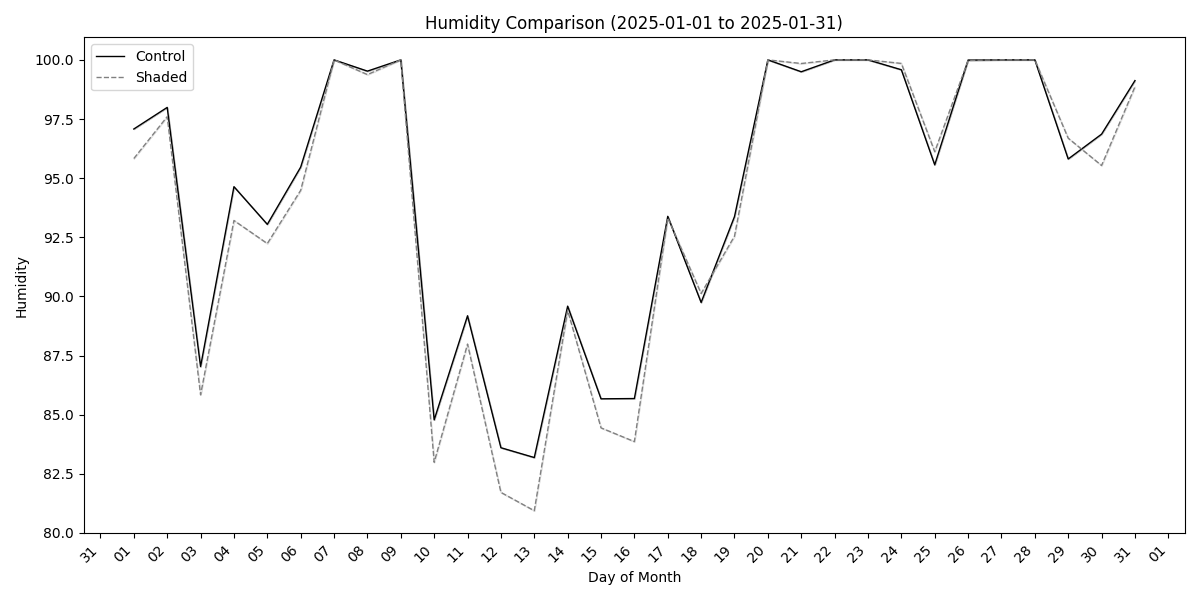 Humidity Comparison (2025-01-01 to 2025-01-31)
Control
Shaded
Humidity
100.0
97.5
95.0
92.5
90.0
87.5
85.0
82.5
80.0
31 01 02 03 04 05 06 07 08 09 10 11 12 13 14 15 16 17 18 19 20 21 22 23 24 25 26 27 28 29 30 31 01
Day of Month